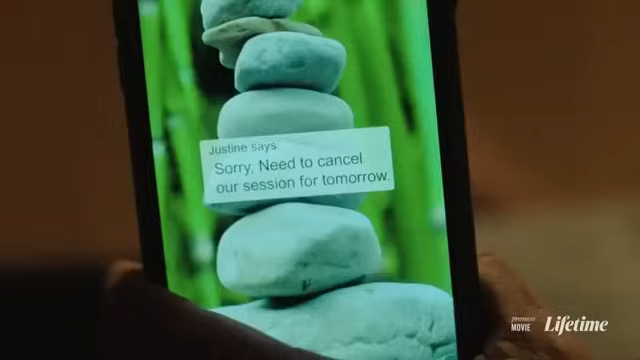 Justine says
Sorry. Need to cancel
our session for tomorrow.
premiere
MOVIE
Lifetime